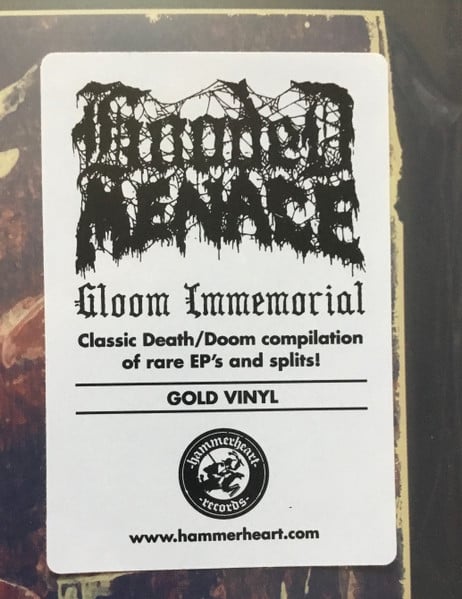 Hooded
MENACE
Gloom Immemorial
Classic Death/Doom compilation
of rare EP's and splits!
GOLD VINYL
-hammerheart-
-records-
www.hammerheart.com